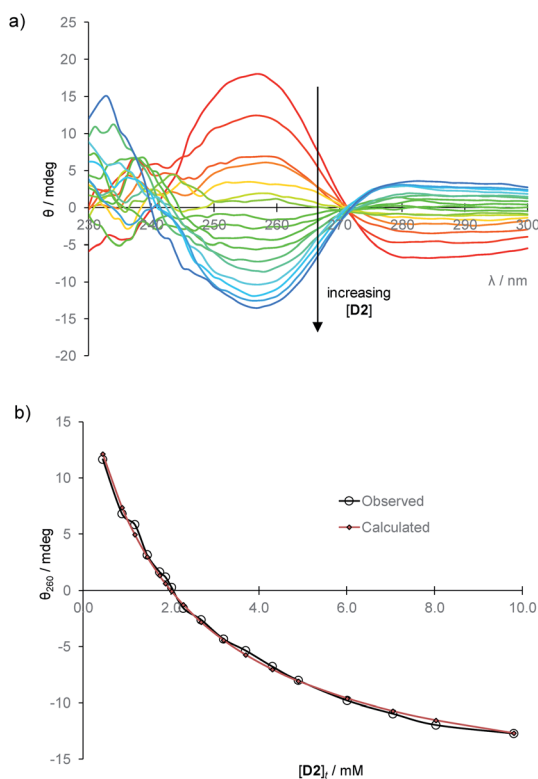 a)
25
20
15
10
5
0
-5
-10
-15
-20
θ / mdeg
230 240 250 260 270 280 290 300
λ / nm
increasing
[D2]
b)
15
10
5
0
-5
-10
-15
θ260 / mdeg
0.0 2.0 4.0 6.0 8.0 10.0
Observed
Calculated
[D2]t / mM